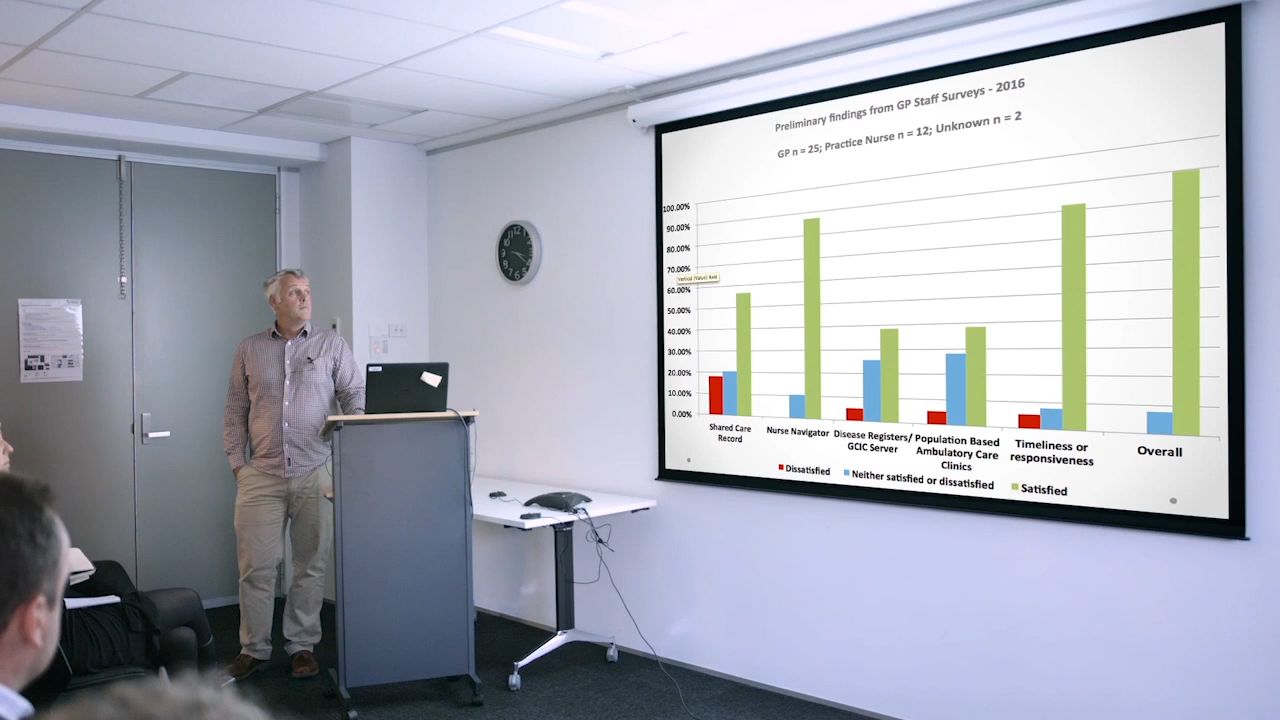 Preliminary findings from GP Staff Surveys - 2016
GP n = 25; Practice Nurse n = 12; Unknown n = 2
100.00%
90.00%
80.00%
70.00%
Vertical (Value) Axis
60.00%
50.00%
40.00%
30.00%
20.00%
10.00%
0.00%
Shared Care
Record
Nurse Navigator
Disease Registers/
GCIC Server
Population Based
Ambulatory Care
Clinics
Timeliness or
responsiveness
Overall
Dissatisfied
Neither satisfied or dissatisfied
Satisfied